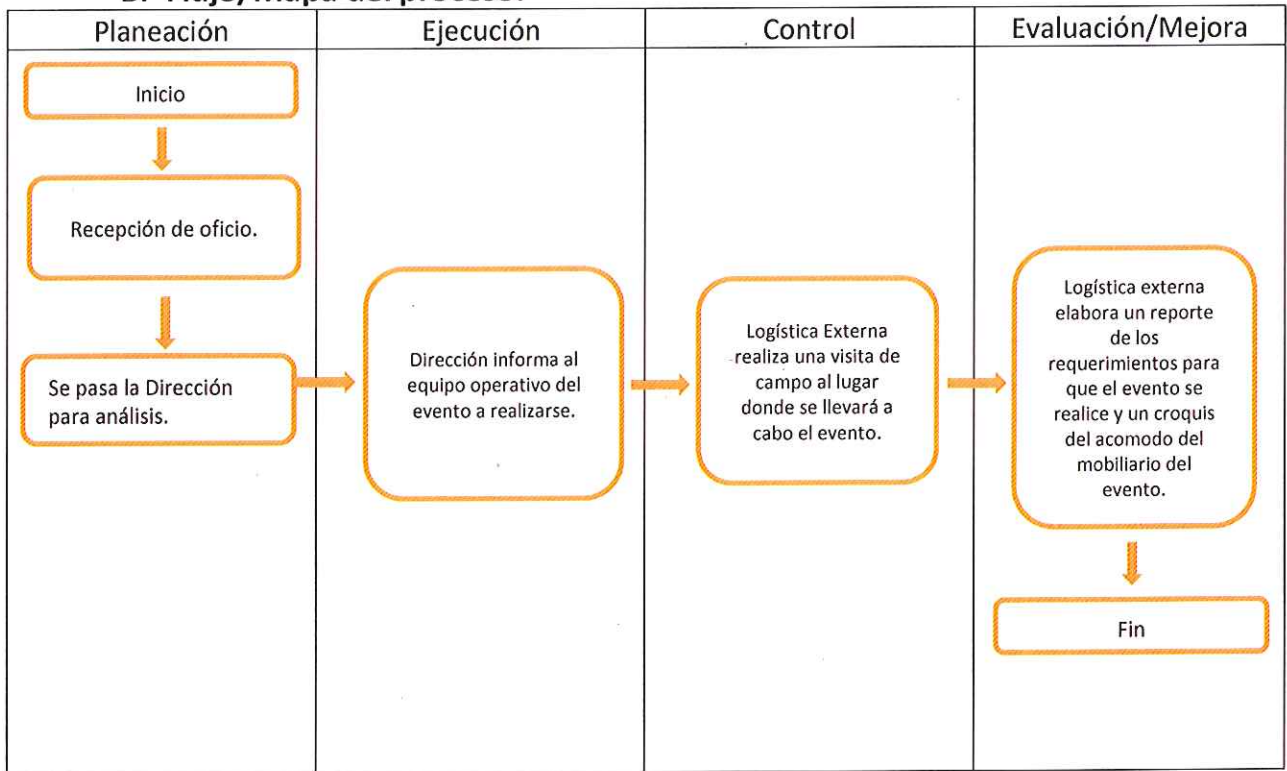 Planeación
Ejecución
Control
Evaluación/Mejora
Inicio
Recepción de oficio.
Se pasa la Dirección
para análisis.
Dirección informa al
equipo operativo del
evento a realizarse.
Logística Externa
realiza una visita de
campo al lugar
donde se llevará a
cabo el evento.
Logística externa
elabora un reporte
de los
requerimientos para
que el evento se
realice y un croquis
del acomodo del
mobiliario del
evento.
Fin